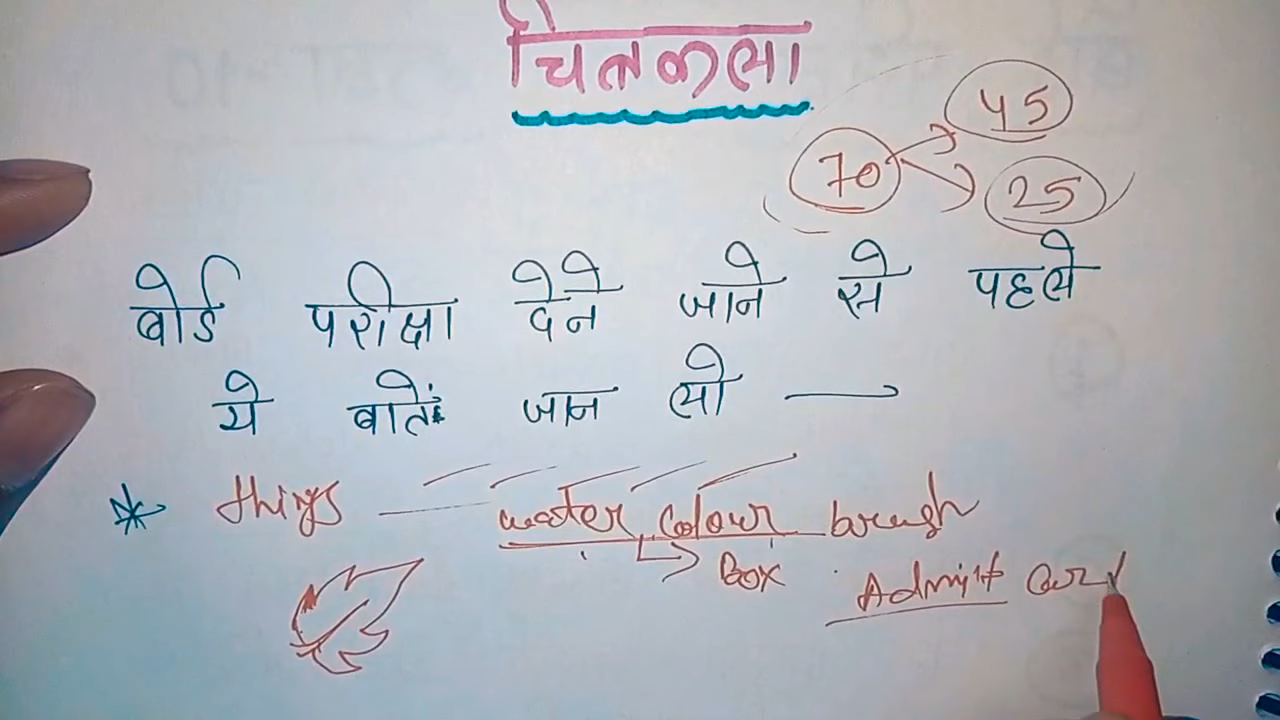 चित्रकला
70
45
25
बोर्ड परीक्षा देने जाने से पहले
ये बातें जान लो —
* things — water colour brush
Box Admit Card